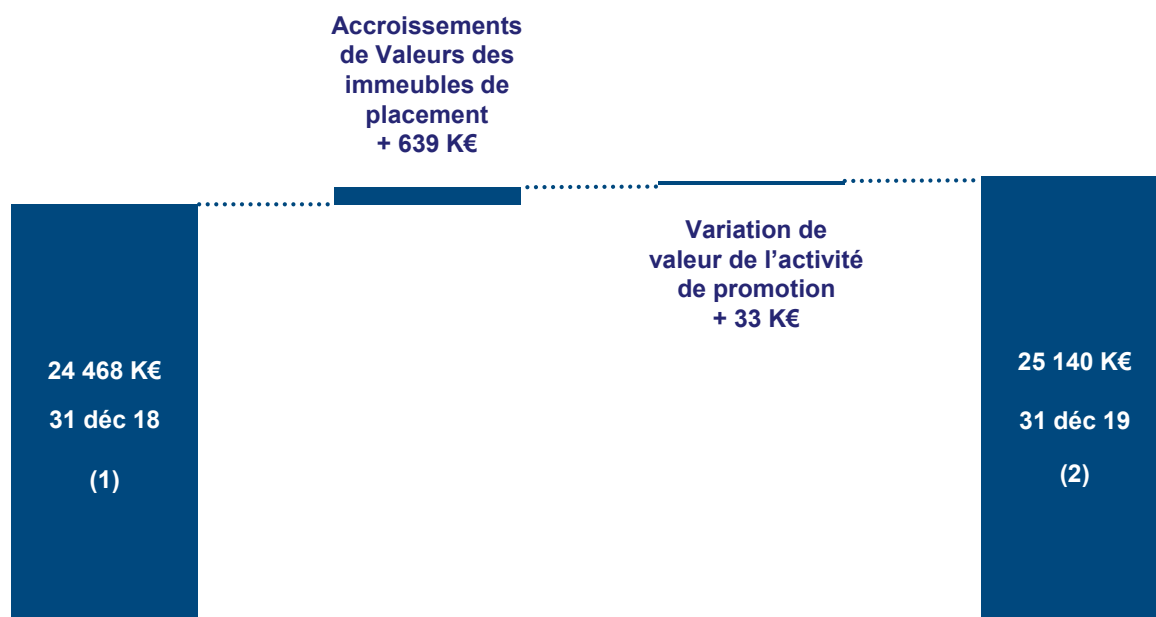 Accroissements
de Valeurs des
immeubles de
placement
+ 639 K€
Variation de
valeur de l’activité
de promotion
+ 33 K€
24 468 K€
31 déc 18
(1)
25 140 K€
31 déc 19
(2)